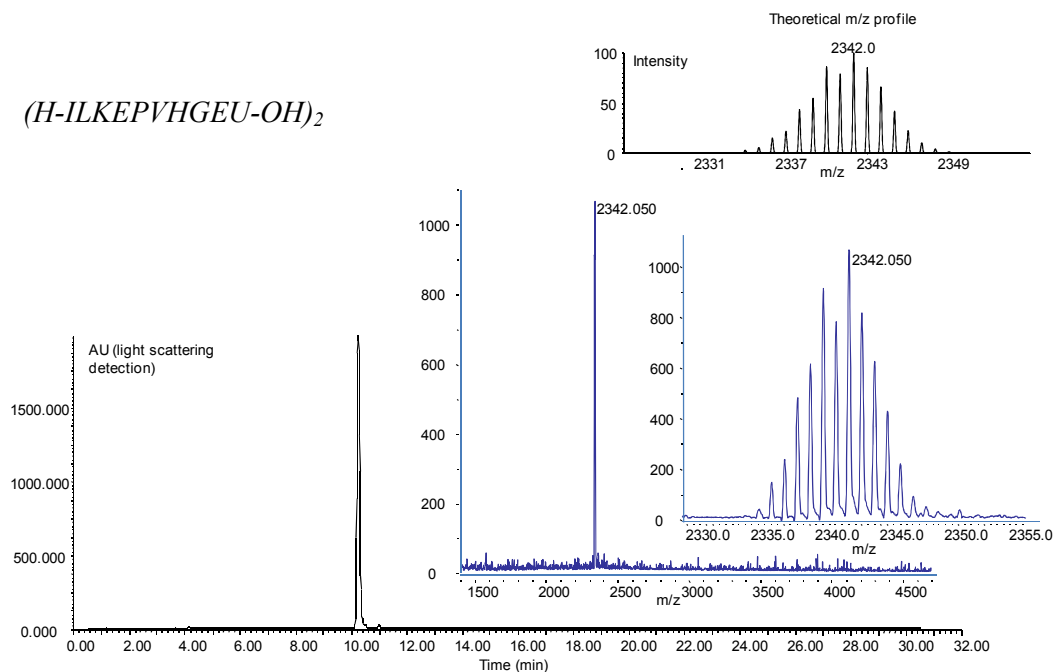 Theoretical m/z profile
2342.0
100
Intensity
50
0
2331 2337 2343 2349
m/z
(H-ILKEPVHGEU-OH)2
1000
800
600
400
200
0
2342.050
1500 2000 2500 3000 3500 4000 4500
m/z
1000
800
600
400
200
0
2342.050
2330.0 2335.0 2340.0 2345.0 2350.0 2355.0
m/z
AU (light scattering
detection)
1500.000
1000.000
500.000
0.000
0.00 2.00 4.00 6.00 8.00 10.00 12.00 14.00 16.00 18.00 20.00 22.00 24.00 26.00 28.00 30.00 32.00
Time (min)